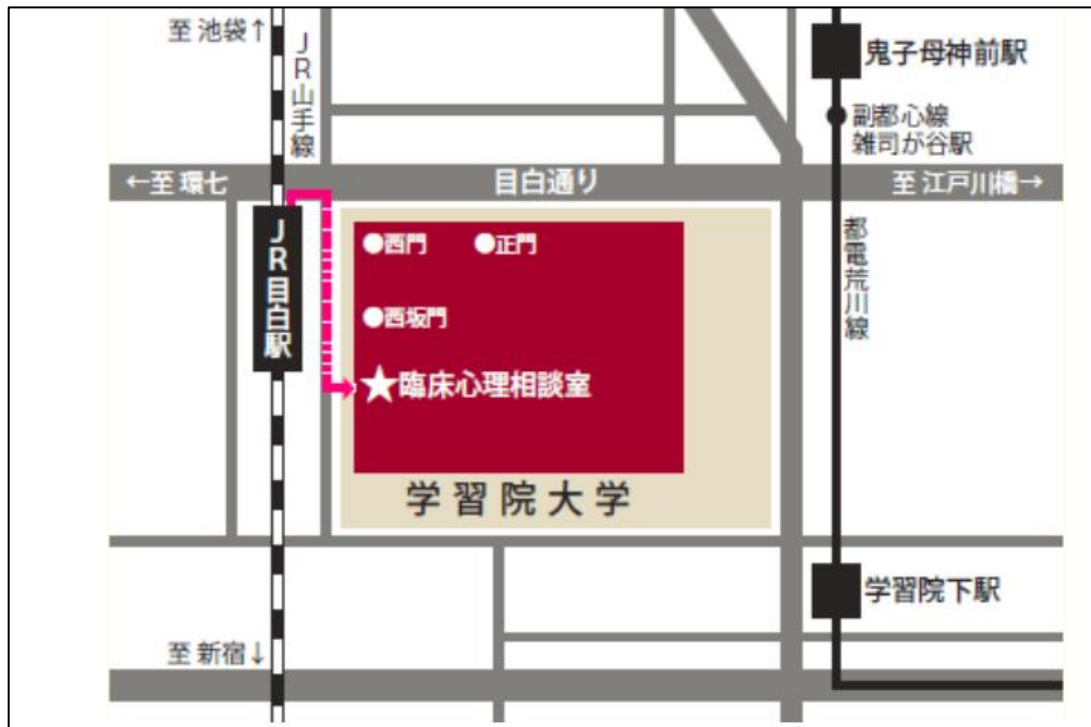 至 池袋↑
JR山手線
鬼子母神前駅
副都心線
雑司が谷駅
←至 環七
目白通り
至 江戸川橋→
JR目白駅
●西門
●正門
都電荒川線
●西坂門
★臨床心理相談室
学習院大学
学習院下駅
至 新宿↓